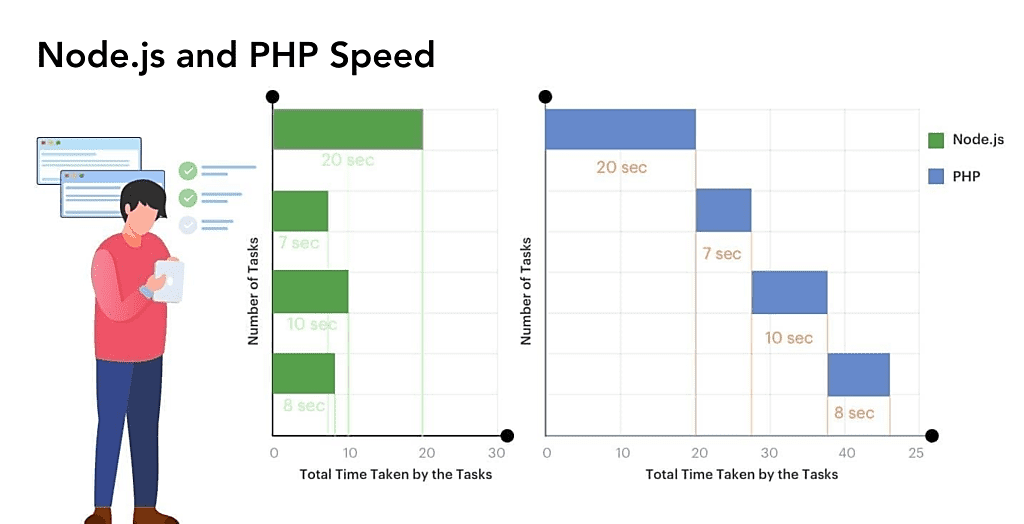 Node.js and PHP Speed
Number of Tasks
20 sec
7 sec
10 sec
8 sec
0 10 20 30
Total Time Taken by the Tasks
Number of Tasks
20 sec
7 sec
10 sec
8 sec
0 10 20 30 40 25
Total Time Taken by the Tasks
Node.js
PHP